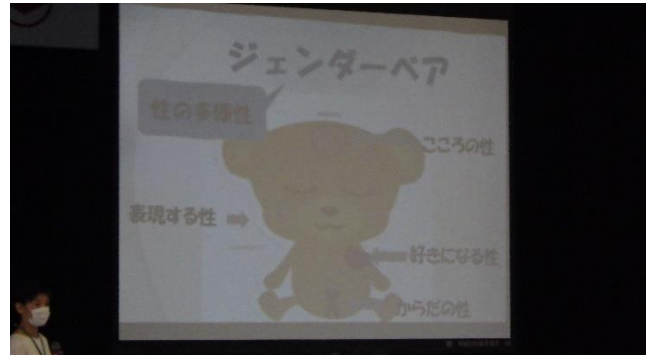 ジェンダーベア
性の多様性
こころの性
表現する性
好きになる性
からだの性